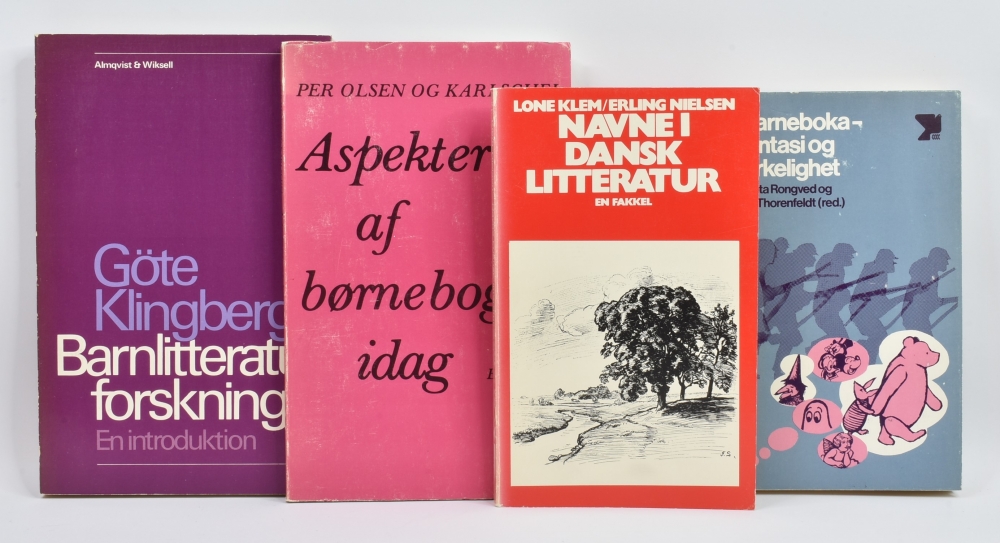 Almqvist & Wiksell
Göte
Klingberg
Barnlitteratu
forskning
En introduktion
PER OLSEN OG KARL
Aspekter
af
børnebog
idag
LONE KLEM/ERLING NIELSEN
NAVNE I
DANSK
LITTERATUR
EN FAKKEL
arneboka-
ntasi og
rkelighet
ta Rongved og
Thorenfeldt (red.)